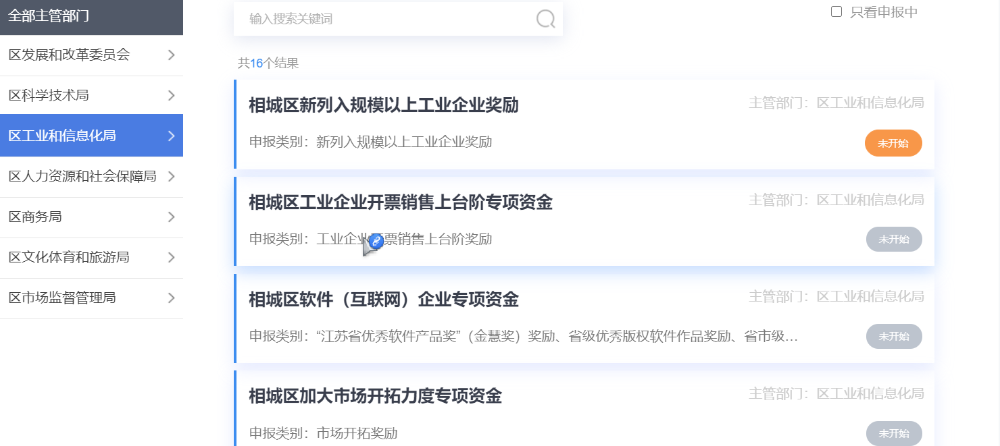 全部主管部门
区发展和改革委员会
区科学技术局
区工业和信息化局
区人力资源和社会保障局
区商务局
区文化体育和旅游局
区市场监督管理局
输入搜索关键词
只看申报中
共16个结果
相城区新列入规模以上工业企业奖励
主管部门：区工业和信息化局
申报类别：新列入规模以上工业企业奖励
未开始
相城区工业企业开票销售上台阶专项资金
主管部门：区工业和信息化局
申报类别：工业企业开票销售上台阶奖励
未开始
相城区软件（互联网）企业专项资金
主管部门：区工业和信息化局
申报类别：“江苏省优秀软件产品奖”（金慧奖）奖励、省级优秀版权软件作品奖励、省市级…
未开始
相城区加大市场开拓力度专项资金
主管部门：区工业和信息化局
申报类别：市场开拓奖励
未开始